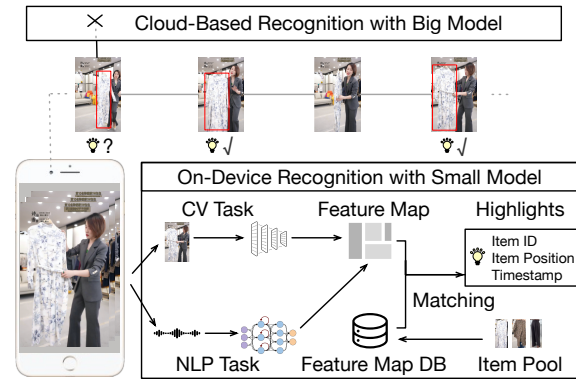 Cloud-Based Recognition with Big Model
?
√
√
On-Device Recognition with Small Model
CV Task
Feature Map
Highlights
Item ID
Item Position
Timestamp
Matching
NLP Task
Feature Map DB
Item Pool